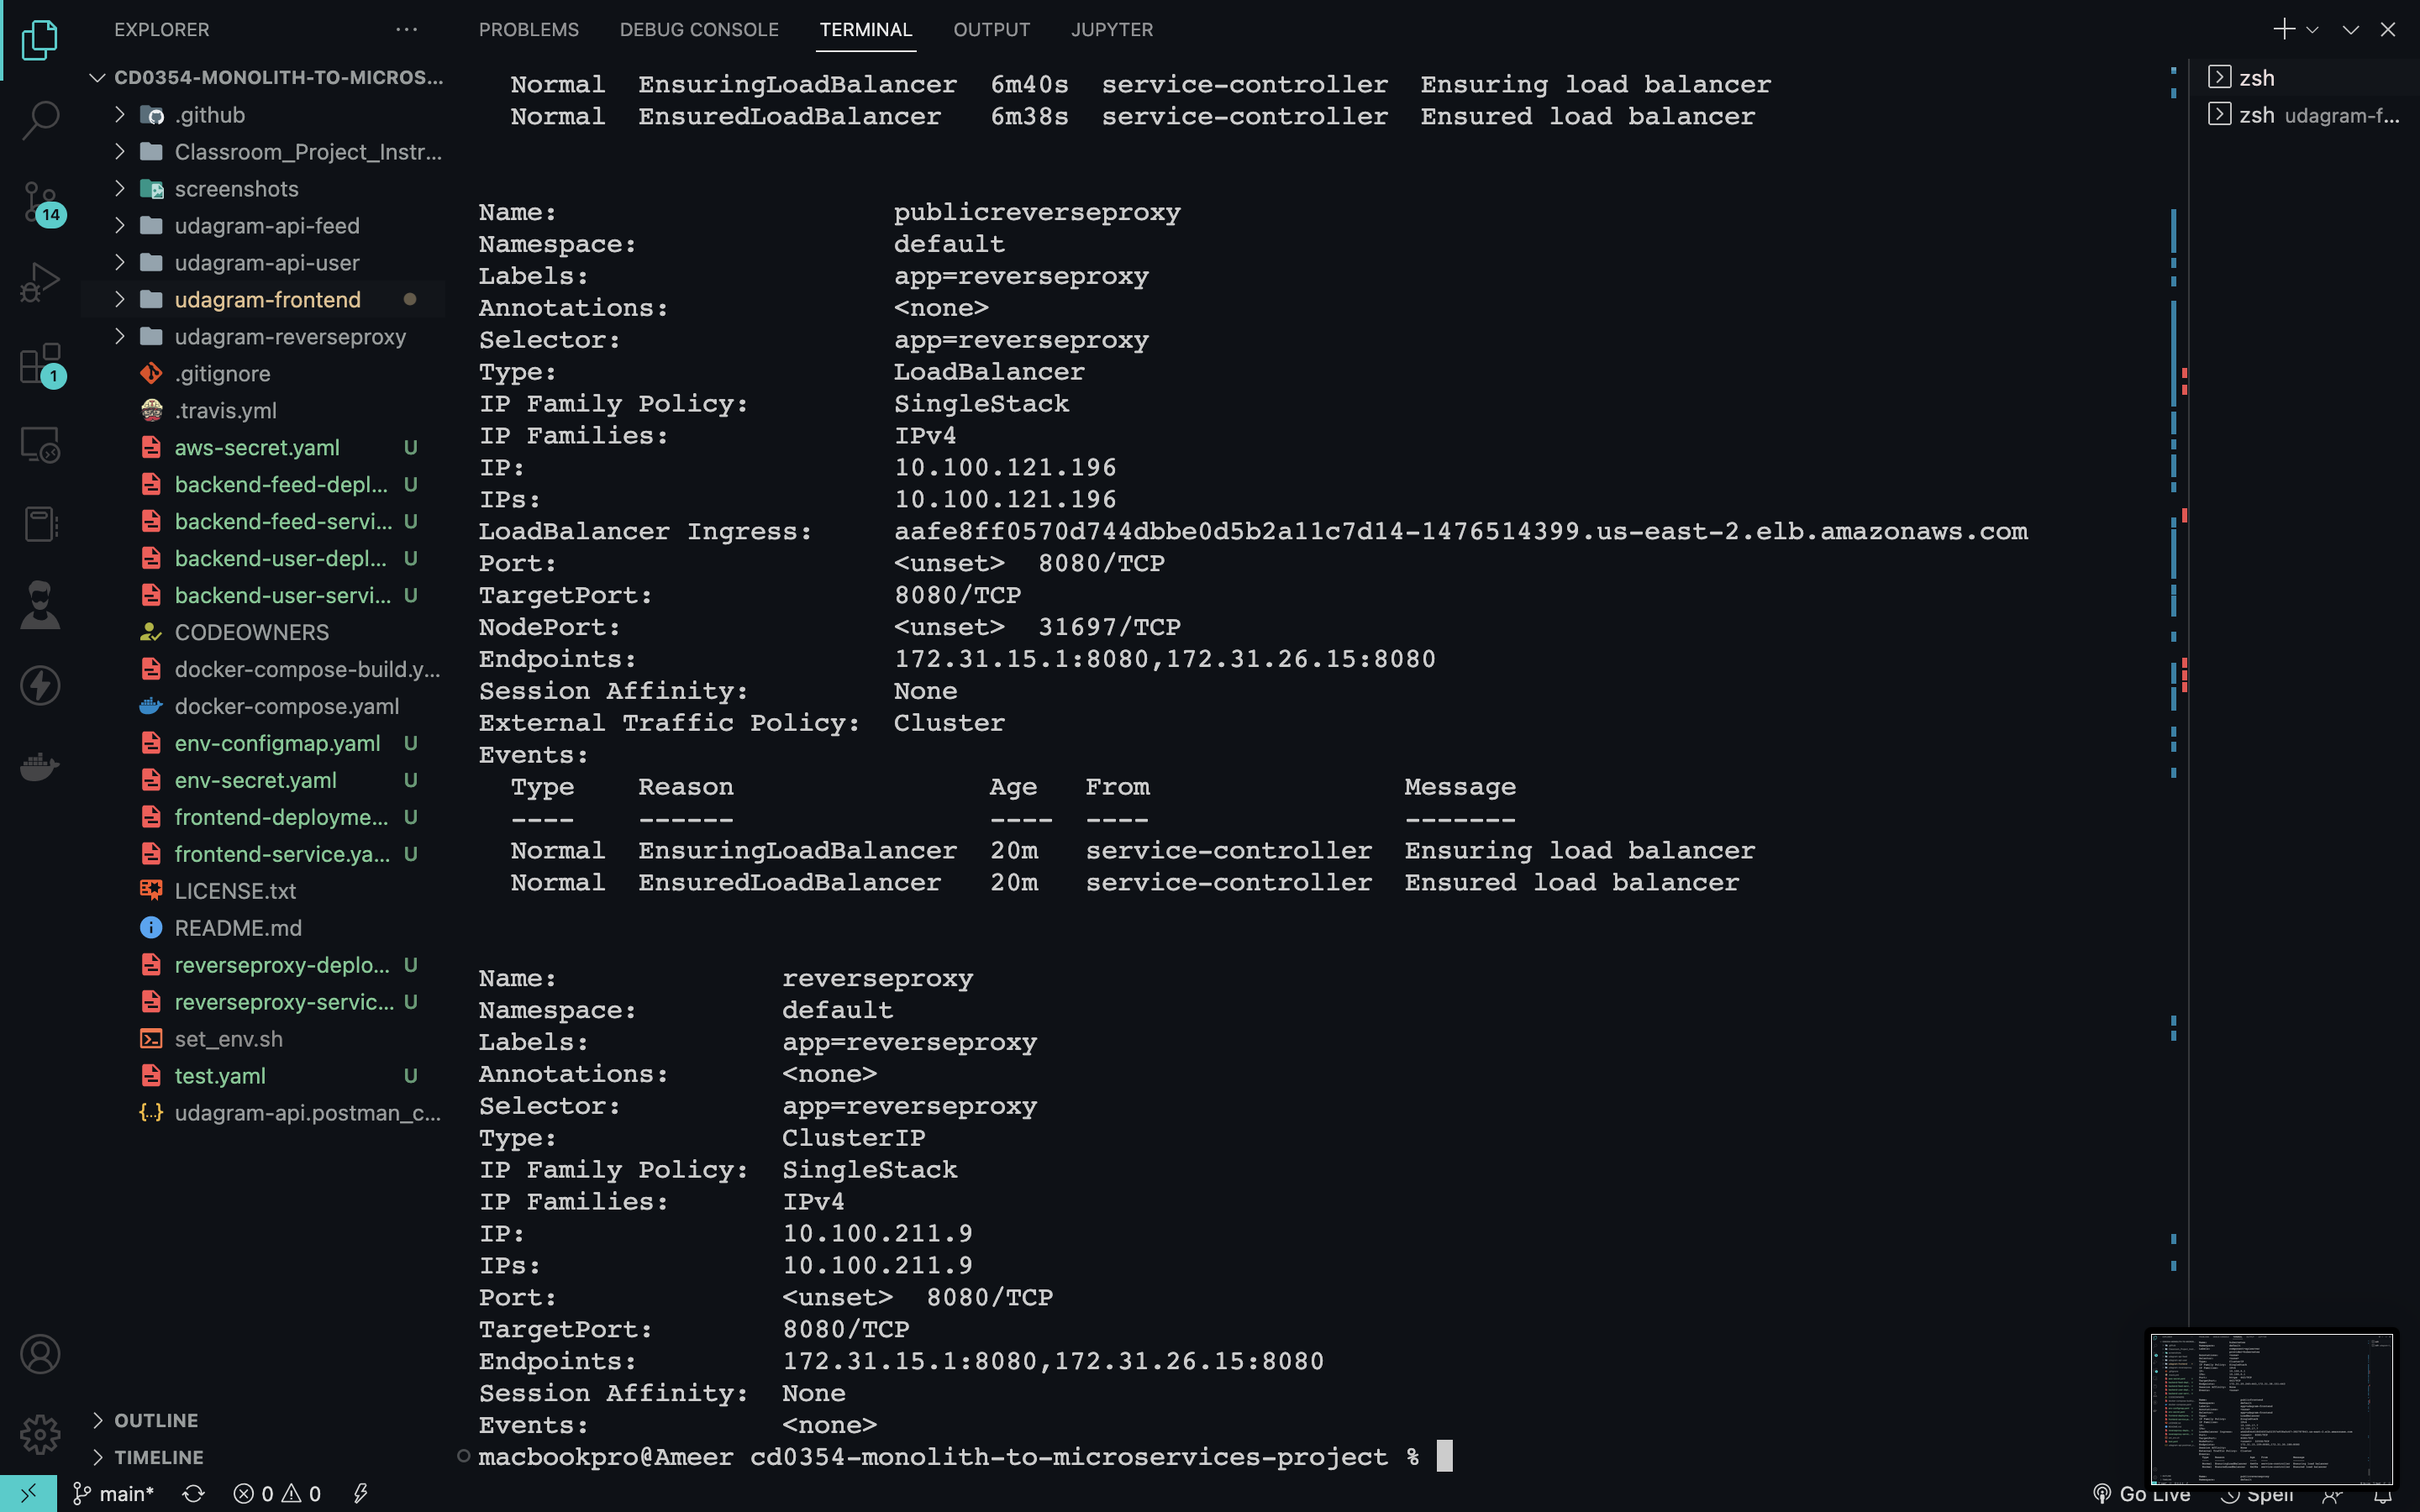 EXPLORER
CD0354-MONOLITH-TO-MICROS...
.github
Classroom_Project_Instr...
screenshots
udagram-api-feed
udagram-api-user
udagram-frontend
udagram-reverseproxy
.gitignore
.travis.yml
aws-secret.yaml U
backend-feed-depl... U
backend-feed-servi... U
backend-user-depl... U
backend-user-servi... U
CODEOWNERS
docker-compose-build.y...
docker-compose.yaml
env-configmap.yaml U
env-secret.yaml U
frontend-deployme... U
frontend-service.ya... U
LICENSE.txt
README.md
reverseproxy-deplo... U
reverseproxy-servic... U
set_env.sh
test.yaml U
udagram-api.postman_c...
OUTLINE
TIMELINE
14
1
PROBLEMS DEBUG CONSOLE TERMINAL OUTPUT JUPYTER
Normal EnsuringLoadBalancer 6m40s service-controller Ensuring load balancer
Normal EnsuredLoadBalancer 6m38s service-controller Ensured load balancer
Name: publicreverseproxy
Namespace: default
Labels: app=reverseproxy
Annotations: <none>
Selector: app=reverseproxy
Type: LoadBalancer
IP Family Policy: SingleStack
IP Families: IPv4
IP: 10.100.121.196
IPs: 10.100.121.196
LoadBalancer Ingress: aafe8ff0570d744dbbe0d5b2a11c7d14-1476514399.us-east-2.elb.amazonaws.com
Port: <unset> 8080/TCP
TargetPort: 8080/TCP
NodePort: <unset> 31697/TCP
Endpoints: 172.31.15.1:8080,172.31.26.15:8080
Session Affinity: None
External Traffic Policy: Cluster
Events:
Type Reason Age From Message
---- ------ ---- ---- -------
Normal EnsuringLoadBalancer 20m service-controller Ensuring load balancer
Normal EnsuredLoadBalancer 20m service-controller Ensured load balancer
Name: reverseproxy
Namespace: default
Labels: app=reverseproxy
Annotations: <none>
Selector: app=reverseproxy
Type: ClusterIP
IP Family Policy: SingleStack
IP Families: IPv4
IP: 10.100.211.9
IPs: 10.100.211.9
Port: <unset> 8080/TCP
TargetPort: 8080/TCP
Endpoints: 172.31.15.1:8080,172.31.26.15:8080
Session Affinity: None
Events: <none>
macbookpro@Ameer cd0354-monolith-to-microservices-project %
zsh
zsh udagram-f...
main* 0 0
Go Live Spell